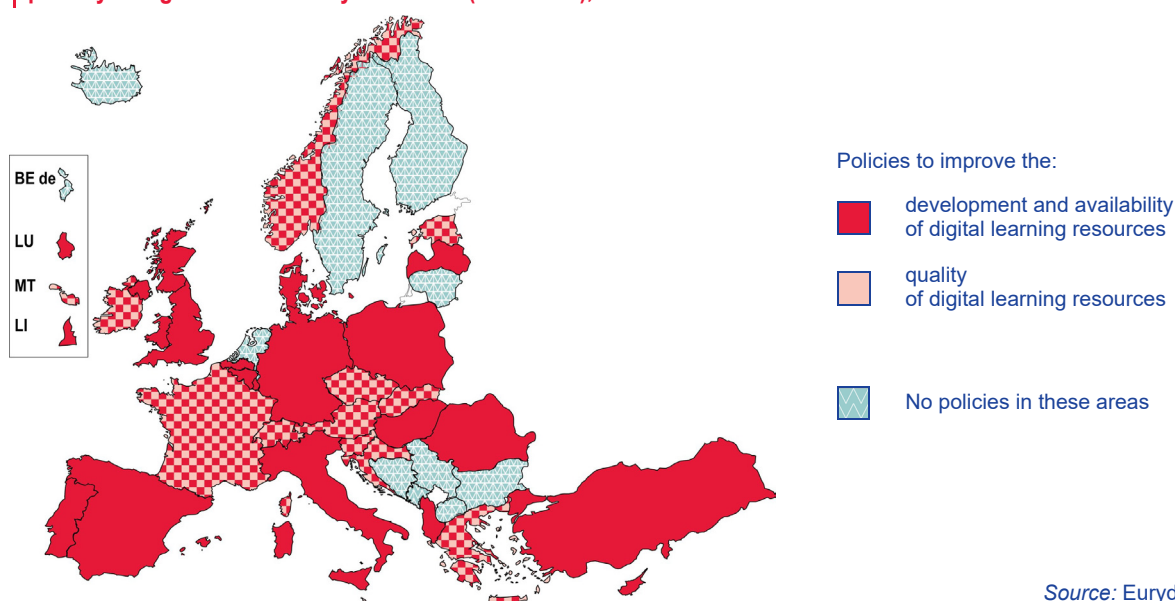 BE de
LU
MT
LI
Policies to improve the:
development and availability
of digital learning resources
quality
of digital learning resources
No policies in these areas
Source: Euryd